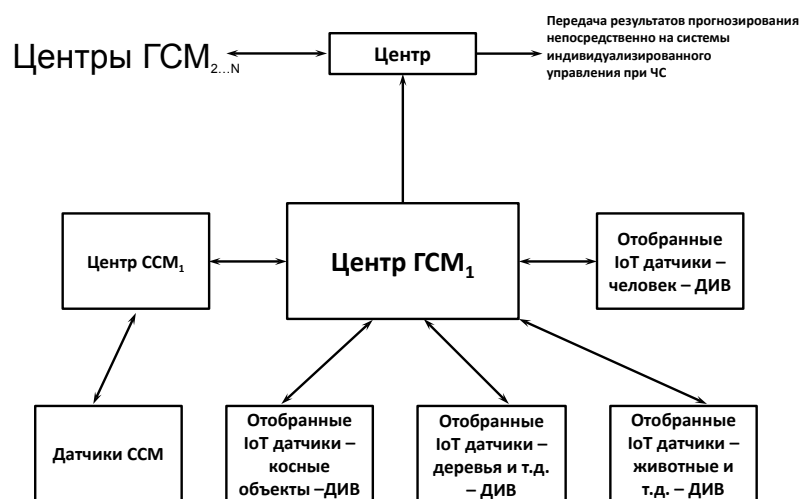 Передача результатов прогнозирования
непосредственно на системы
индивидуализированного
управления при ЧС
Центры ГСМ2...N
Центр
Центр ССМ1
Центр ГСМ1
Отобранные
IoT датчики –
человек – ДИВ
Датчики ССМ
Отобранные
IoT датчики –
косные
объекты –ДИВ
Отобранные
IoT датчики –
деревья и т.д.
– ДИВ
Отобранные
IoT датчики –
животные и
т.д. – ДИВ